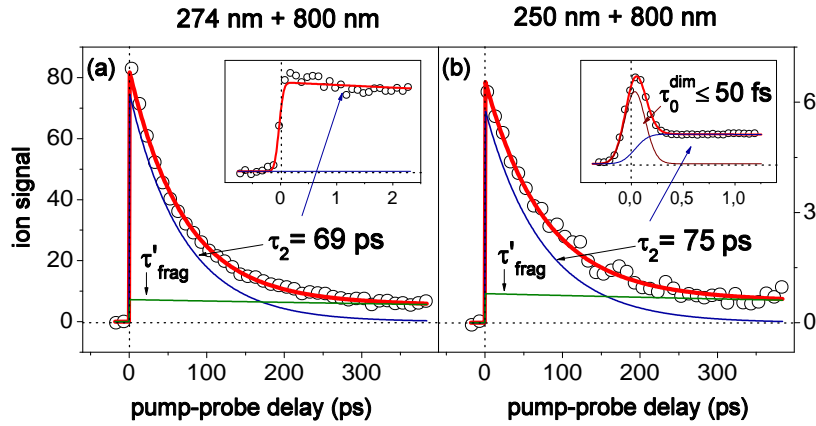 274 nm + 800 nm
250 nm + 800 nm
(a)
(b)
ion signal
80
60
40
20
0
6
3
0
0
1
2
0,0
0,5
1,0
τ₀ᵈⁱᵐ ≤ 50 fs
τ₂ = 69 ps
τ₂ = 75 ps
τ'frag
τ'frag
0
100
200
300
0
100
200
300
pump-probe delay (ps)
pump-probe delay (ps)